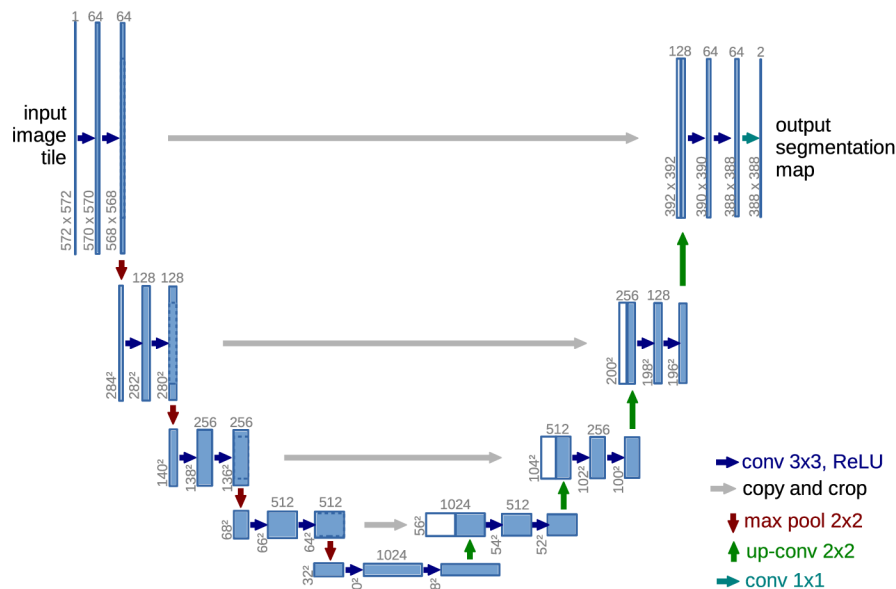 1 64 64
128 64 64 2
input
image
tile
output
segmentation
map
572 x 572
570 x 570
568 x 568
392 x 392
390 x 390
388 x 388
388 x 388
128 128
256 128
284²
282²
280²
200²
198²
196²
256 256
512 256
140²
138²
136²
104²
102²
100²
512 512
1024 512
68²
66²
64²
56²
54²
52²
1024
32²
0²
8²
conv 3x3, ReLU
copy and crop
max pool 2x2
up-conv 2x2
conv 1x1